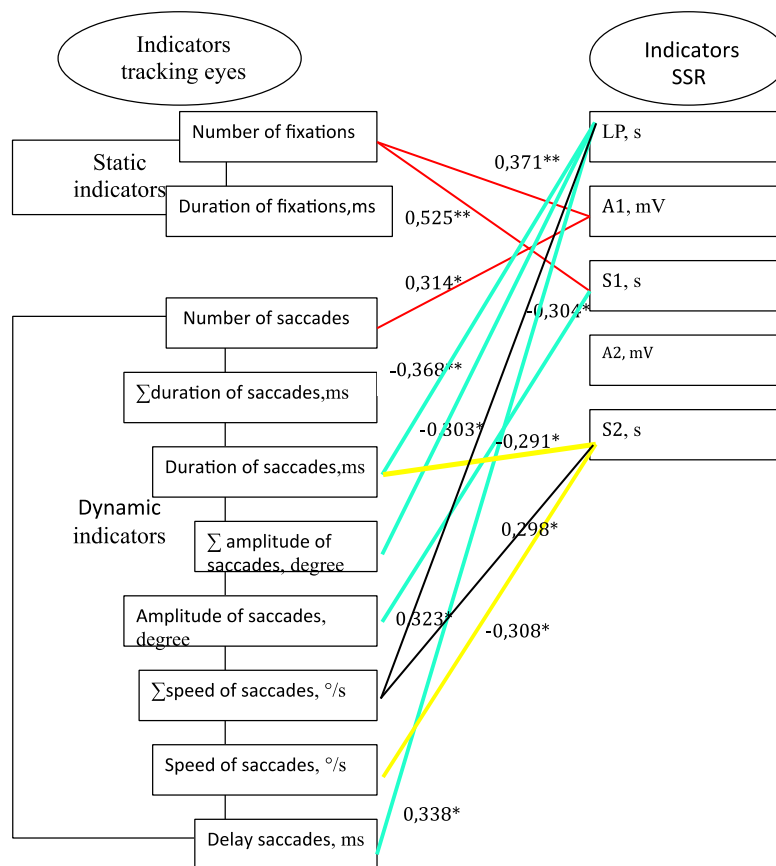 Indicators
tracking eyes
Indicators
SSR
Number of fixations
Static
indicators
Duration of fixations,ms
Number of saccades
∑duration of saccades,ms
Duration of saccades,ms
Dynamic
indicators
∑ amplitude of
saccades, degree
Amplitude of saccades,
degree
∑speed of saccades, °/s
Speed of saccades, °/s
Delay saccades, ms
0,371**
0,525**
0,314*
-0,304*
-0,368**
-0,303*
-0,291*
0,298*
0,323*
-0,308*
0,338*
LP, s
A1, mV
S1, s
A2, mV
S2, s